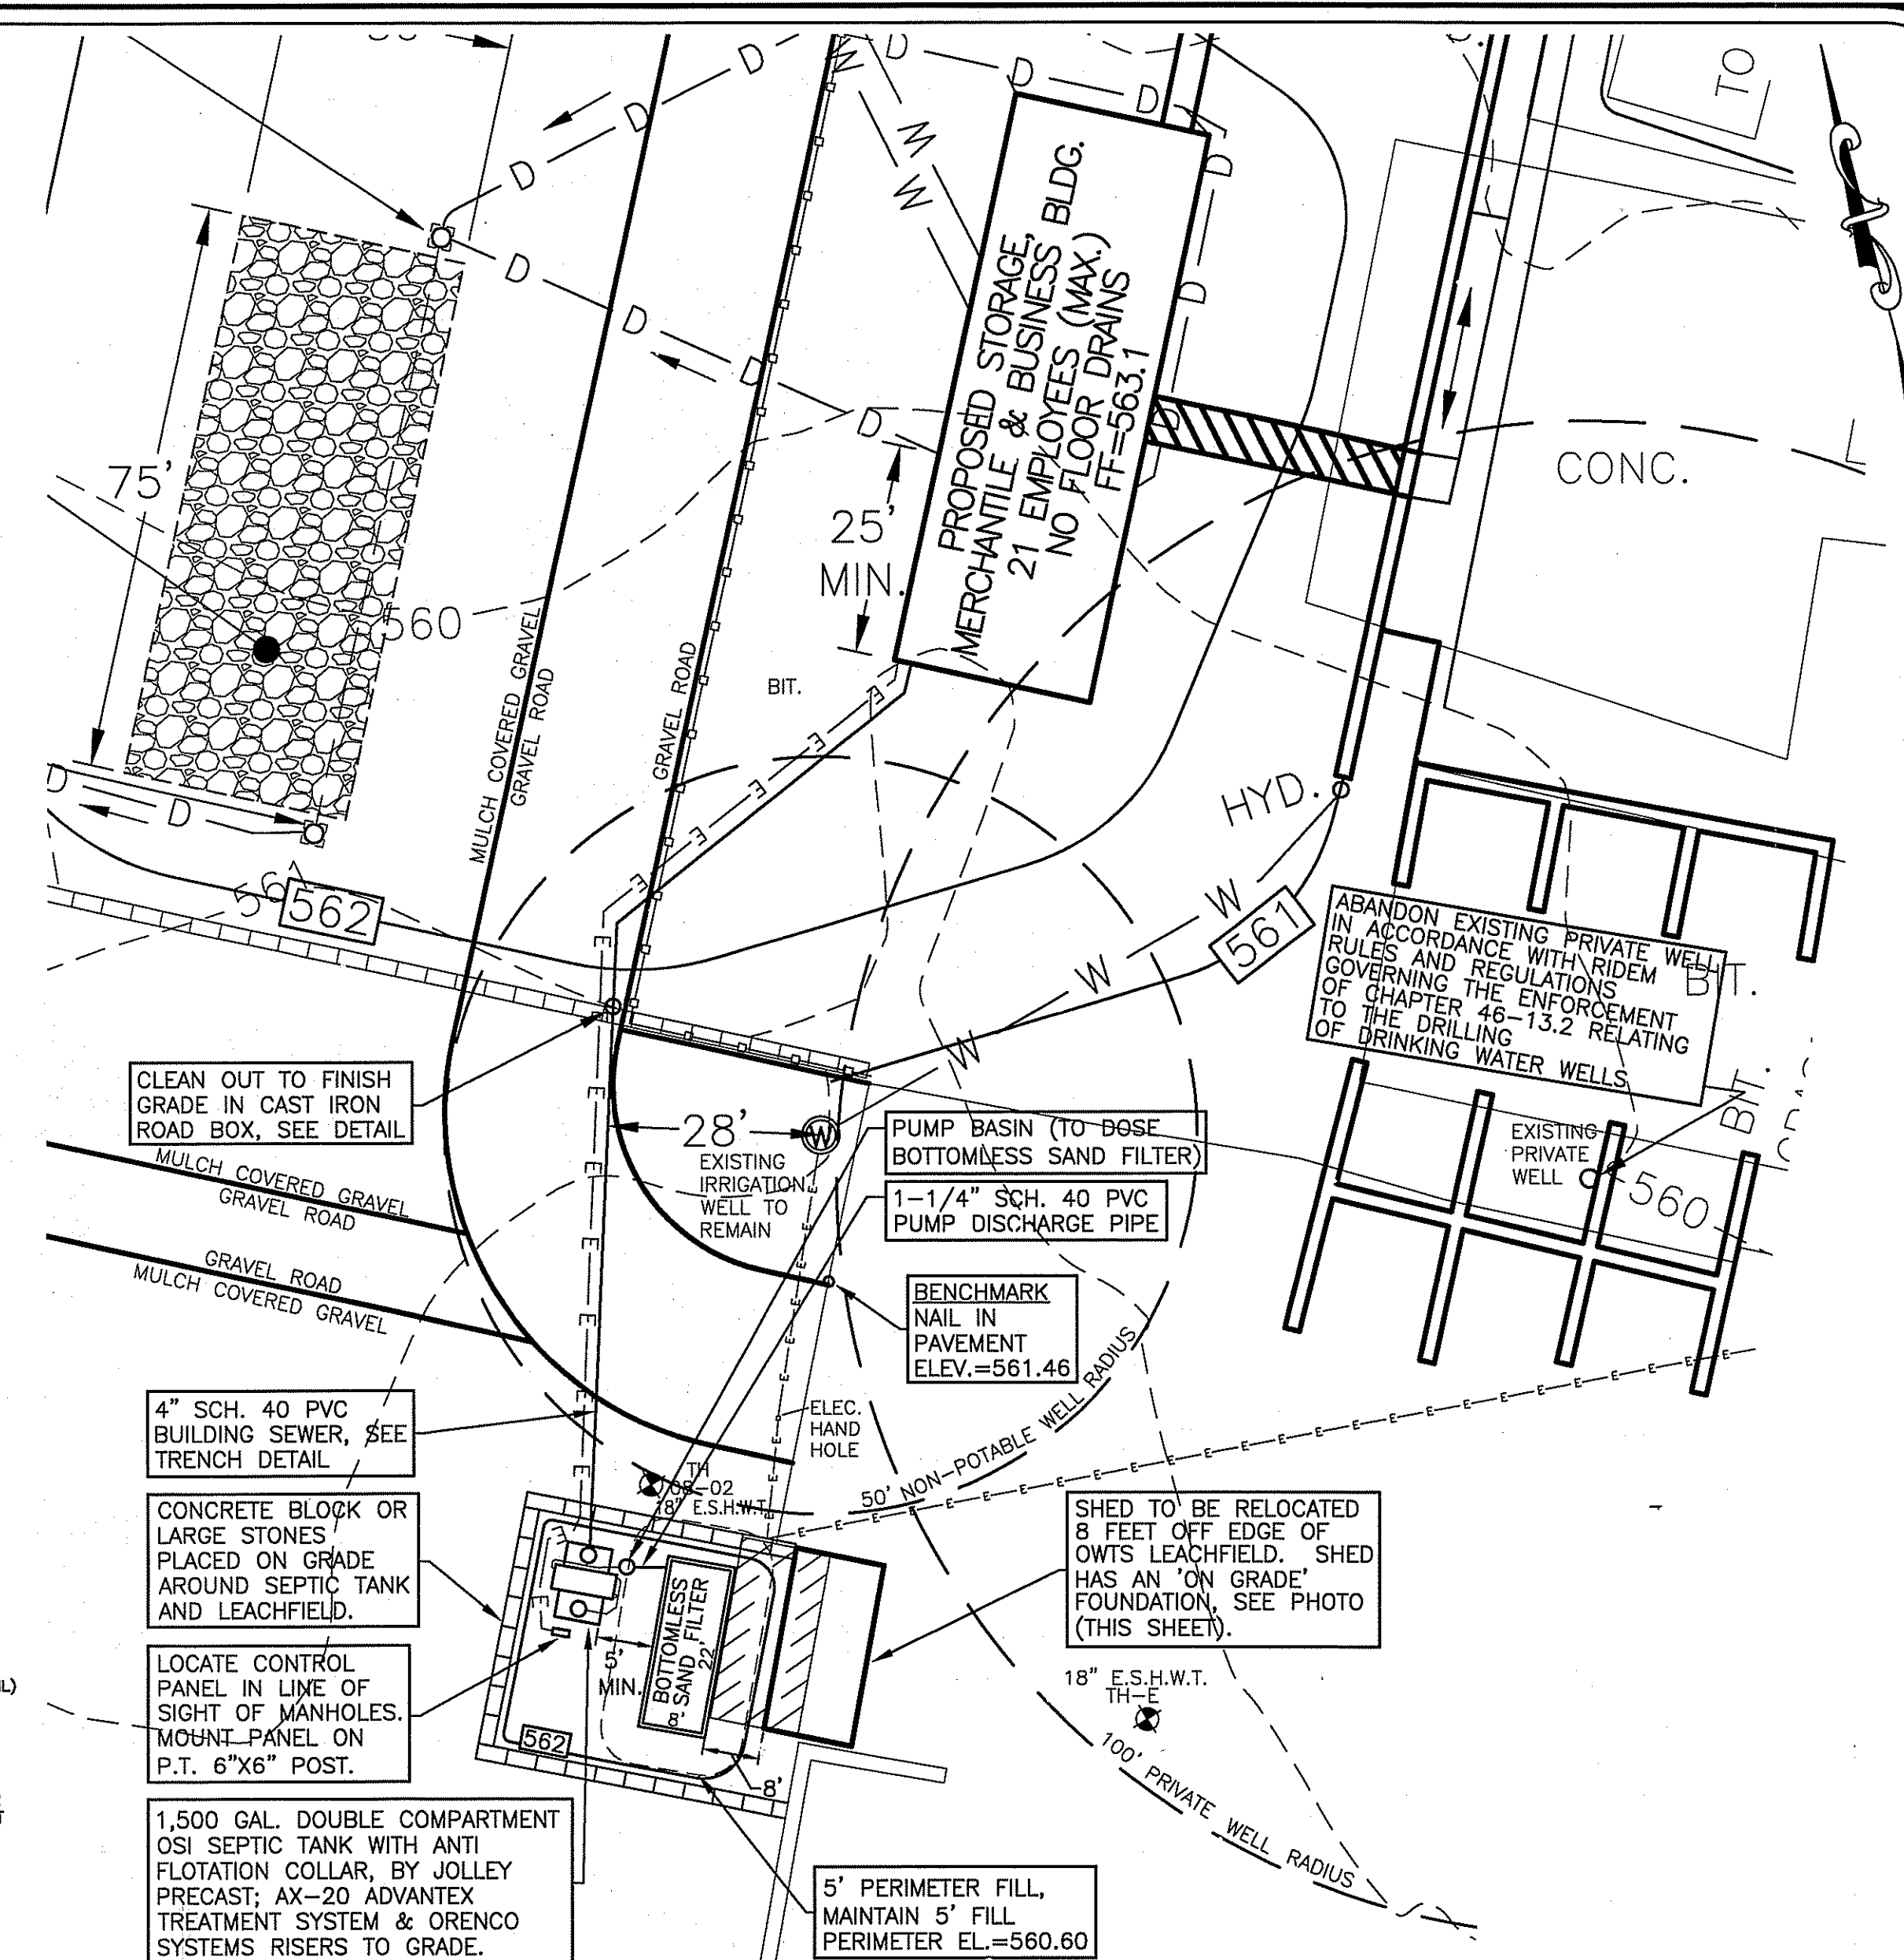 TO
PROPOSED STORAGE,
MERCHANTILE & BUSINESS BLDG.
21 EMPLOYEES (MAX.)
NO FLOOR DRAINS
FF=563.1
CONC.
75'
25'
MIN.
560
MULCH COVERED GRAVEL
GRAVEL ROAD
GRAVEL ROAD
BIT.
HYD.
562
561
ABANDON EXISTING PRIVATE WELL
IN ACCORDANCE WITH RIDEM
RULES AND REGULATIONS
GOVERNING THE ENFORCEMENT
OF CHAPTER 46-13.2 RELATING
TO THE DRILLING
OF DRINKING WATER WELLS
BIT.
BIT.
CLEAN OUT TO FINISH
GRADE IN CAST IRON
ROAD BOX, SEE DETAIL
28'
W
EXISTING
IRRIGATION
WELL TO
REMAIN
PUMP BASIN (TO DOSE
BOTTOMLESS SAND FILTER)
1-1/4" SCH. 40 PVC
PUMP DISCHARGE PIPE
EXISTING
PRIVATE
WELL
560
MULCH COVERED GRAVEL
GRAVEL ROAD
GRAVEL ROAD
MULCH COVERED GRAVEL
BENCHMARK
NAIL IN
PAVEMENT
ELEV.=561.46
4" SCH. 40 PVC
BUILDING SEWER, SEE
TRENCH DETAIL
ELEC.
HAND
HOLE
50' NON-POTABLE WELL RADIUS
TH
08-02
18" E.S.H.W.T.
CONCRETE BLOCK OR
LARGE STONES
PLACED ON GRADE
AROUND SEPTIC TANK
AND LEACHFIELD.
SHED TO BE RELOCATED
8 FEET OFF EDGE OF
OWTS LEACHFIELD. SHED
HAS AN 'ON GRADE'
FOUNDATION, SEE PHOTO
(THIS SHEET).
5'
MIN.
BOTTOMLESS
SAND FILTER
8'
22'
LOCATE CONTROL
PANEL IN LINE OF
SIGHT OF MANHOLES.
MOUNT PANEL ON
P.T. 6"X6" POST.
18" E.S.H.W.T.
TH-E
562
8'
100' PRIVATE WELL RADIUS
1,500 GAL. DOUBLE COMPARTMENT
OSI SEPTIC TANK WITH ANTI
FLOTATION COLLAR, BY JOLLEY
PRECAST; AX-20 ADVANTEX
TREATMENT SYSTEM & ORENCO
SYSTEMS RISERS TO GRADE.
5' PERIMETER FILL,
MAINTAIN 5' FILL
PERIMETER EL.=560.60